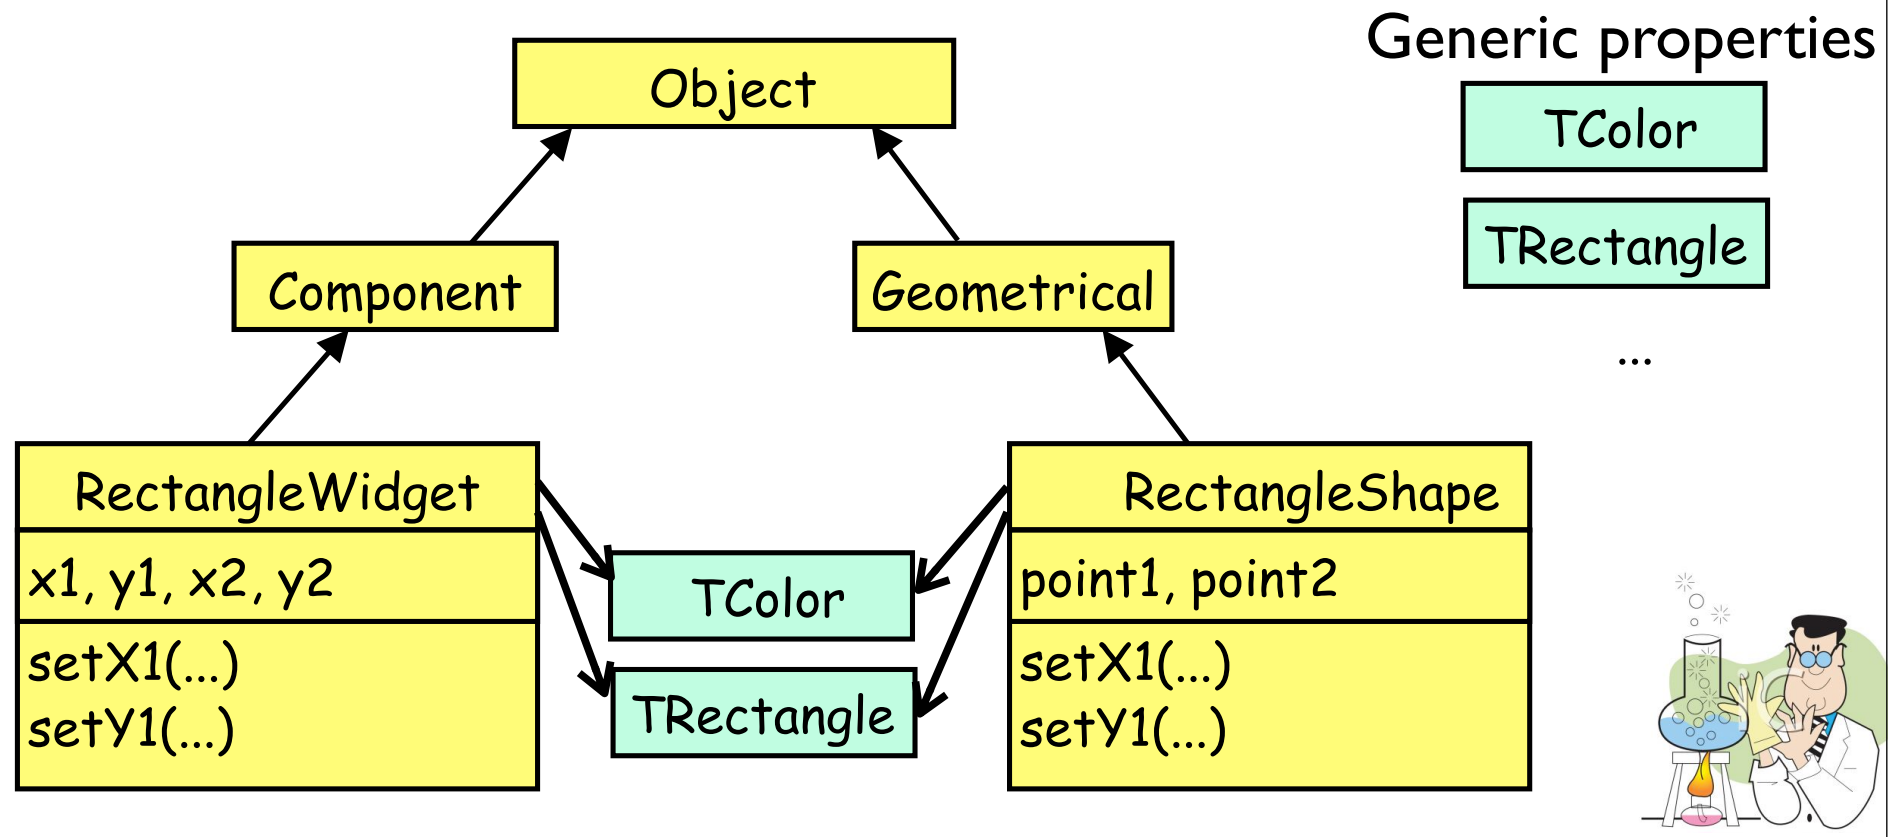 Generic properties
Object
TColor
TRectangle
Component
Geometrical
...
RectangleWidget
RectangleShape
x1, y1, x2, y2
TColor
point1, point2
setX1(...)
setY1(...)
TRectangle
setX1(...)
setY1(...)